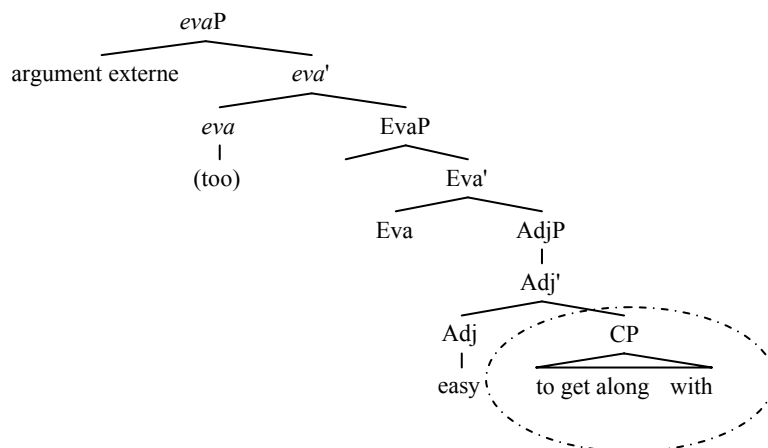 evaP
argument externe eva'
eva EvaP
(too) Eva'
Eva AdjP
Adj'
Adj CP
easy to get along with